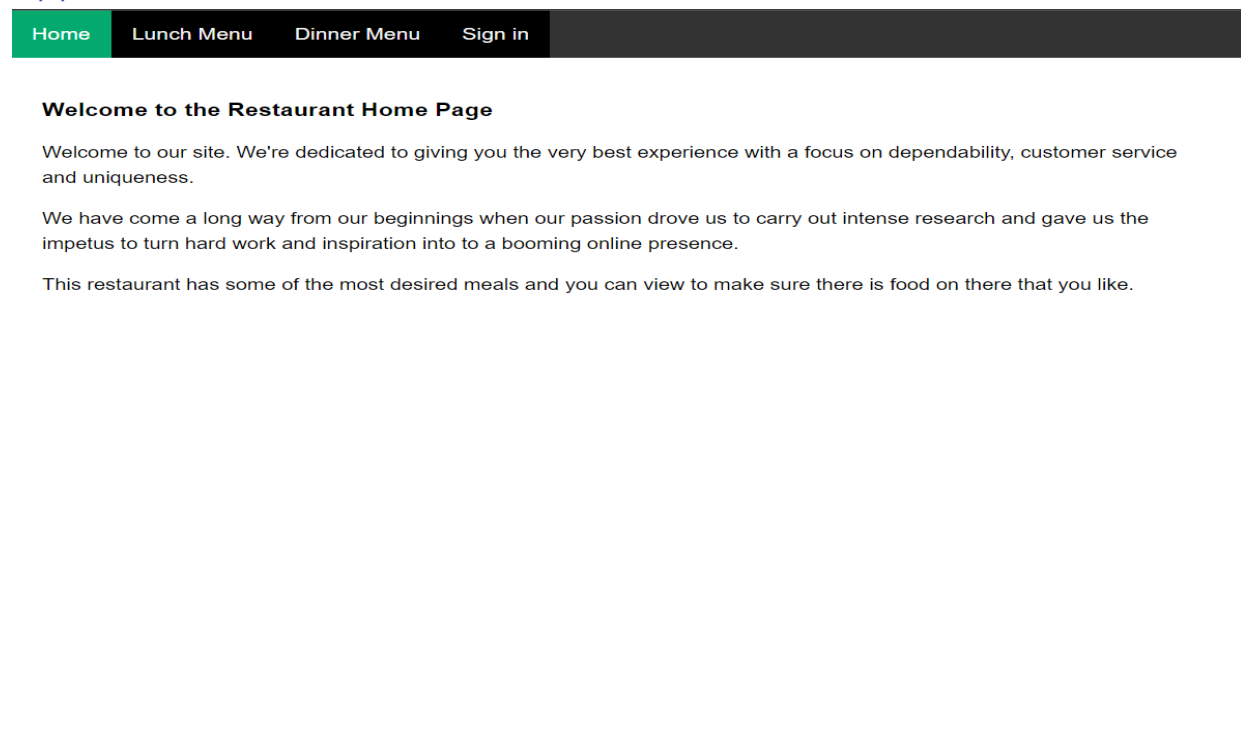 Home Lunch Menu Dinner Menu Sign in
Welcome to the Restaurant Home Page
Welcome to our site. We're dedicated to giving you the very best experience with a focus on dependability, customer service
and uniqueness.
We have come a long way from our beginnings when our passion drove us to carry out intense research and gave us the
impetus to turn hard work and inspiration into to a booming online presence.
This restaurant has some of the most desired meals and you can view to make sure there is food on there that you like.